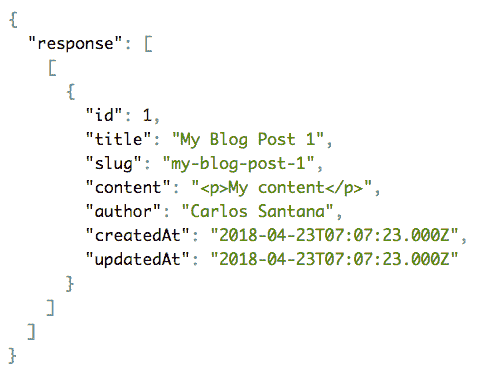 {
  "response": [
    [
      {
        "id": 1,
        "title": "My Blog Post 1",
        "slug": "my-blog-post-1",
        "content": "<p>My content</p>",
        "author": "Carlos Santana",
        "createdAt": "2018-04-23T07:07:23.000Z",
        "updatedAt": "2018-04-23T07:07:23.000Z"
      }
    ]
  ]
}